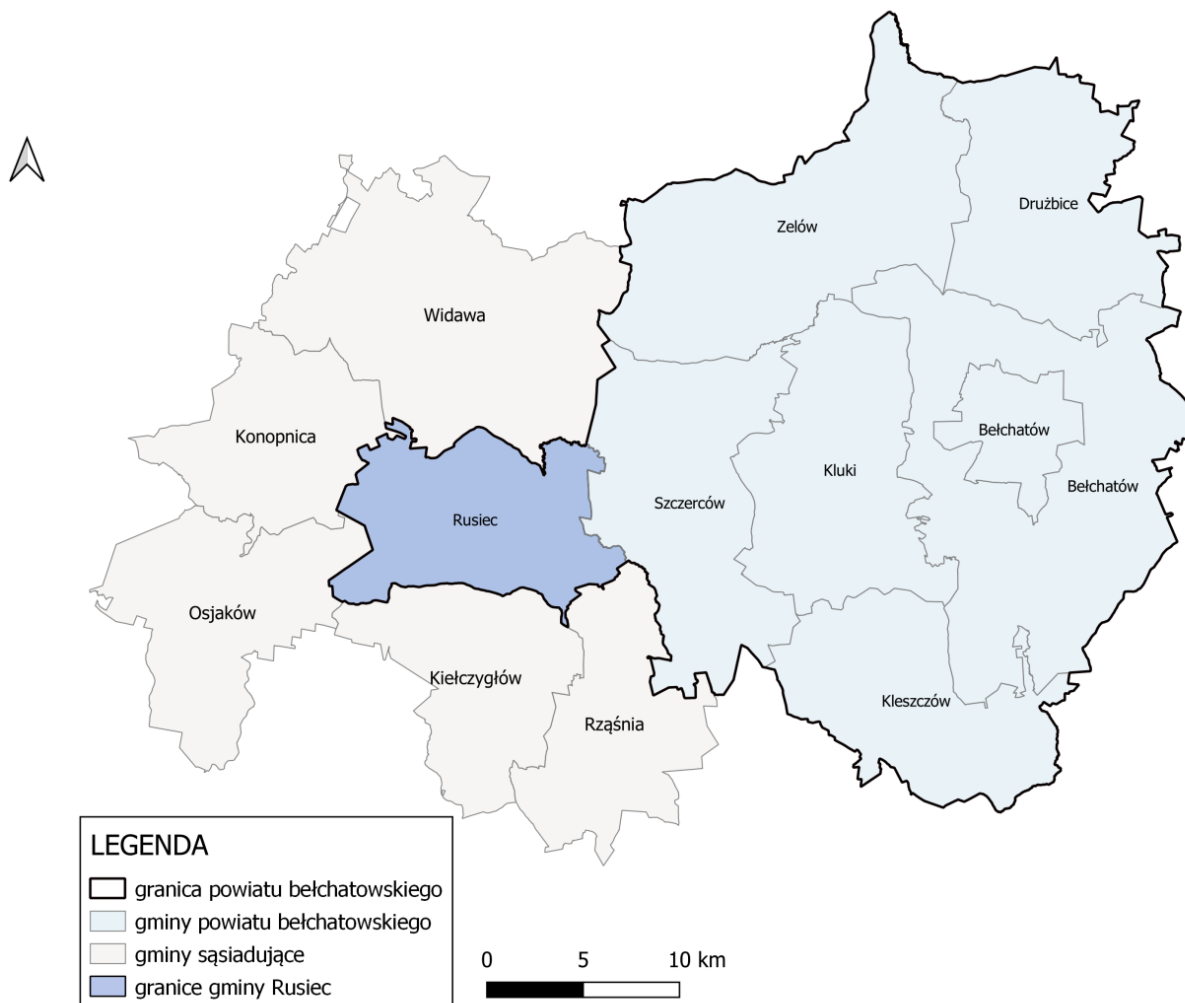 Zelów
Drużbice
Widawa
Konopnica
Bełchatów
Kluki
Bełchatów
Szczerców
Rusiec
Osjaków
Kiełczygłów
Kleszczów
Rząśnia
LEGENDA
granica powiatu bełchatowskiego
gminy powiatu bełchatowskiego
gminy sąsiadujące
granice gminy Rusiec
0 5 10 km